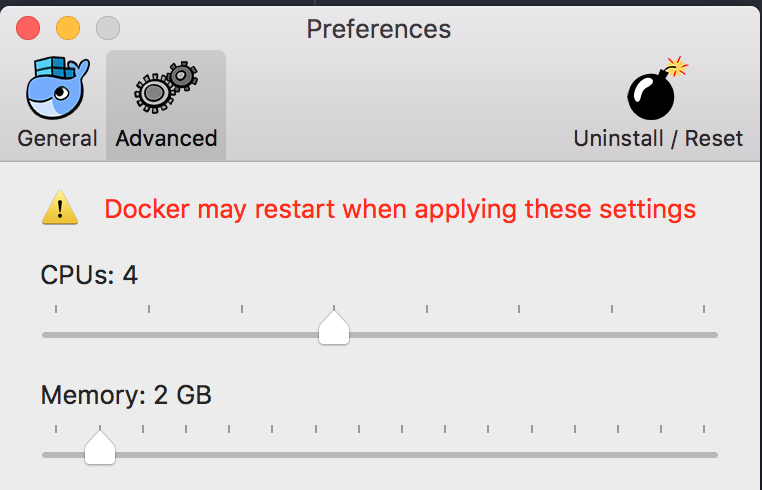 Preferences
General
Advanced
Uninstall / Reset
Docker may restart when applying these settings
CPUs: 4
Memory: 2 GB